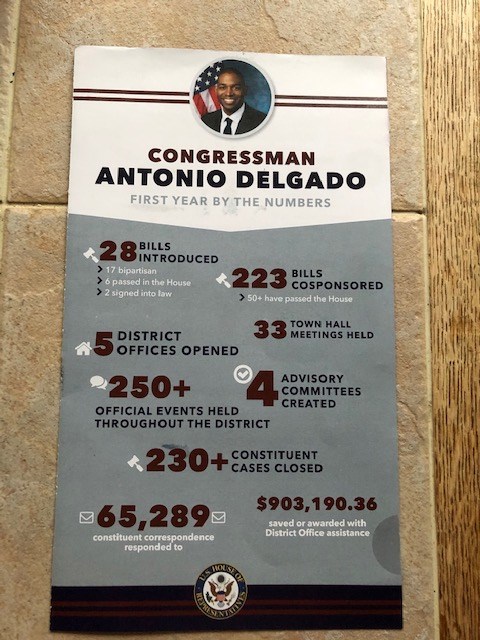 CONGRESSMAN
ANTONIO DELGADO
FIRST YEAR BY THE NUMBERS
28 BILLS
INTRODUCED
> 17 bipartisan
> 6 passed in the House
> 2 signed into law
223 BILLS
COSPONSORED
> 50+ have passed the House
33 TOWN HALL
MEETINGS HELD
5 DISTRICT
OFFICES OPENED
250+
OFFICIAL EVENTS HELD
THROUGHOUT THE DISTRICT
4 ADVISORY
COMMITTEES
CREATED
230+ CONSTITUENT
CASES CLOSED
65,289
constituent correspondence
responded to
$903,190.36
saved or awarded with
District Office assistance
U.S. HOUSE OF
REPRESENTATIVES